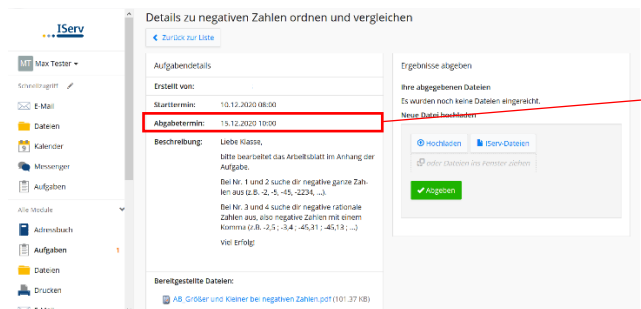 IServ
MT Max Tester
Schnellzugriff
E-Mail
Dateien
Kalender
Messenger
Aufgaben
Alle Module
Adressbuch
Aufgaben 1
Dateien
Drucken
E-Mail
Details zu negativen Zahlen ordnen und vergleichen
Zurück zur Liste
Aufgabendetails
Erstellt von:
Starttermin: 10.12.2020 08:00
Abgabetermin: 15.12.2020 10:00
Beschreibung: Liebe Klasse,
bitte bearbeitet das Arbeitsblatt im Anhang der
Aufgabe.
Bei Nr. 1 und 2 suche dir negative ganze Zah-
len aus (z.B. -2, -5, -45, -2234, ...).
Bei Nr. 3 und 4 suche dir negative rationale
Zahlen aus, also negative Zahlen mit einem
Komma (z.B. -2,5 ; -3,4 ; -45,31 ; -45,13 ; ...)
Viel Erfolg!
Bereitgestellte Dateien:
AB_Größer und Kleiner bei negativen Zahlen.pdf (101.37 KB)
Ergebnisse abgeben
Ihre abgegebenen Dateien
Es wurden noch keine Dateien eingereicht.
Neue Datei hochladen
Hochladen IServ-Dateien
oder Dateien ins Fenster ziehen
Abgeben